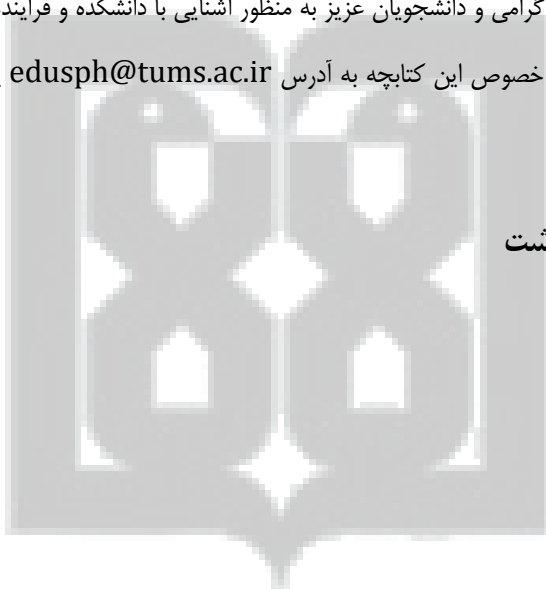 گرامی و دانشجویان عزیز به منظور آشنایی با دانشکده و فرایند
خصوص این کتابچه به آدرس edusph@tums.ac.ir